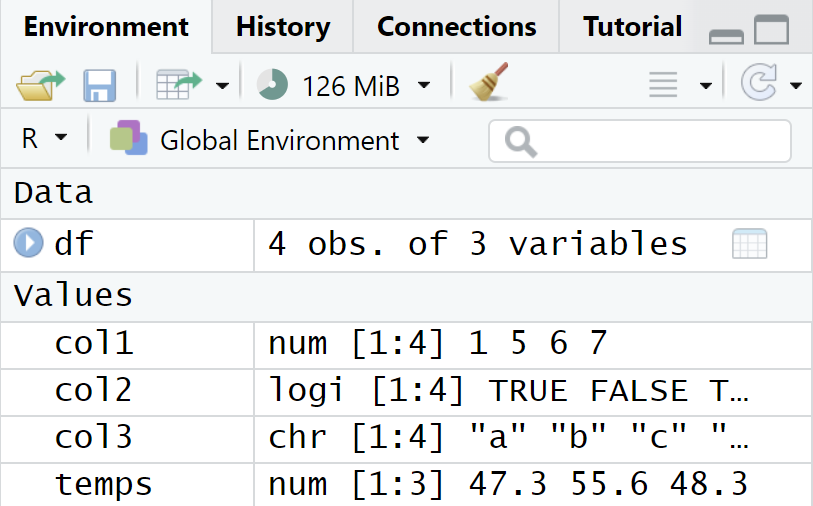 Environment History Connections Tutorial
126 MiB
R Global Environment
Data
df 4 obs. of 3 variables
Values
col1 num [1:4] 1 5 6 7
col2 logi [1:4] TRUE FALSE T…
col3 chr [1:4] "a" "b" "c" "…
temps num [1:3] 47.3 55.6 48.3